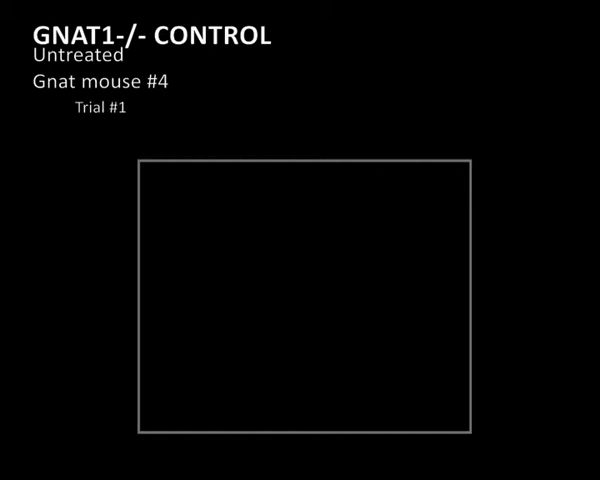 GNAT1-/- CONTROL
Untreated
Gnat mouse #4
Trial #1